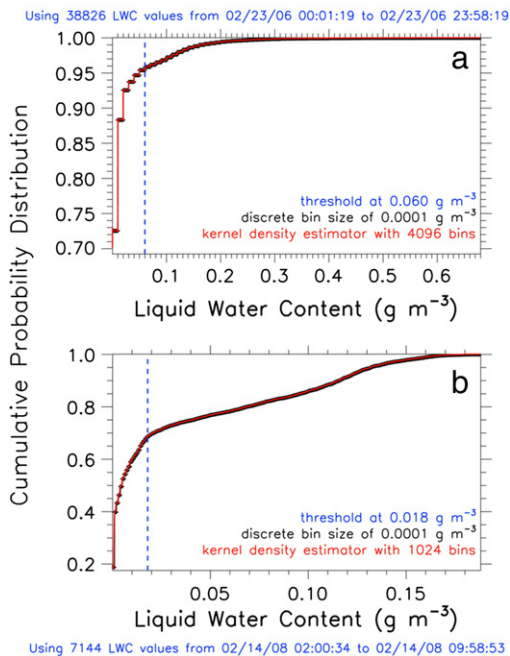 Using 38826 LWC values from 02/23/06 00:01:19 to 02/23/06 23:58:19
Cumulative Probability Distribution
1.00
0.95
0.90
0.85
0.80
0.75
0.70
a
threshold at 0.060 g m⁻³
discrete bin size of 0.0001 g m⁻³
kernel density estimator with 4096 bins
0.1 0.2 0.3 0.4 0.5 0.6
Liquid Water Content (g m⁻³)
1.0
0.8
0.6
0.4
0.2
b
threshold at 0.018 g m⁻³
discrete bin size of 0.0001 g m⁻³
kernel density estimator with 1024 bins
0.05 0.10 0.15
Liquid Water Content (g m⁻³)
Using 7144 LWC values from 02/14/08 02:00:34 to 02/14/08 09:58:53